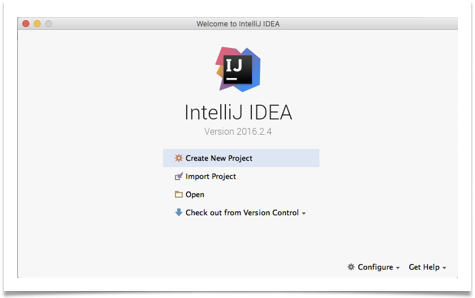 Welcome to IntelliJ IDEA
IJ
IntelliJ IDEA
Version 2016.2.4
Create New Project
Import Project
Open
Check out from Version Control
Configure Get Help